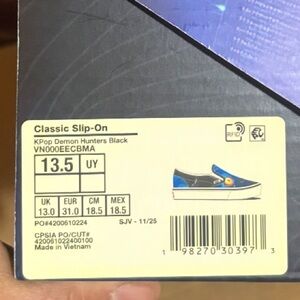 Classic Slip-On
KPop Demon Hunters Black
VN000EECBMA
13.5 UY
UK EUR CM MEX
13.0 31.0 18.5 18.5
PO#4200610224 SJV - 11/25
CPSIA PO/CUT#
420061022400100
Made in Vietnam
RFID
1 98270 30397 3